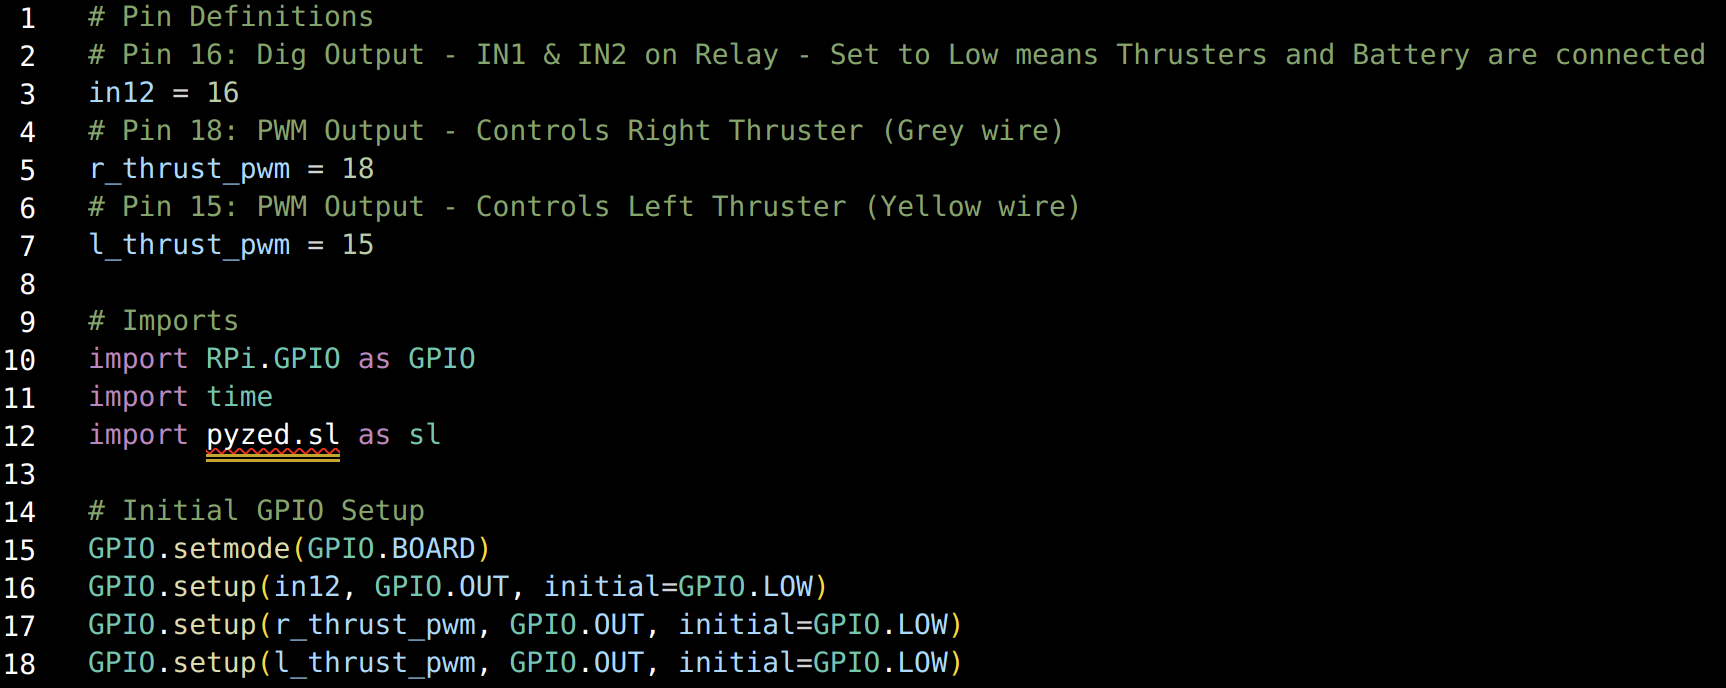 1 # Pin Definitions
2 # Pin 16: Dig Output - IN1 & IN2 on Relay - Set to Low means Thrusters and Battery are connected
3 in12 = 16
4 # Pin 18: PWM Output - Controls Right Thruster (Grey wire)
5 r_thrust_pwm = 18
6 # Pin 15: PWM Output - Controls Left Thruster (Yellow wire)
7 l_thrust_pwm = 15
8
9 # Imports
10 import RPi.GPIO as GPIO
11 import time
12 import pyzed.sl as sl
13
14 # Initial GPIO Setup
15 GPIO.setmode(GPIO.BOARD)
16 GPIO.setup(in12, GPIO.OUT, initial=GPIO.LOW)
17 GPIO.setup(r_thrust_pwm, GPIO.OUT, initial=GPIO.LOW)
18 GPIO.setup(l_thrust_pwm, GPIO.OUT, initial=GPIO.LOW)